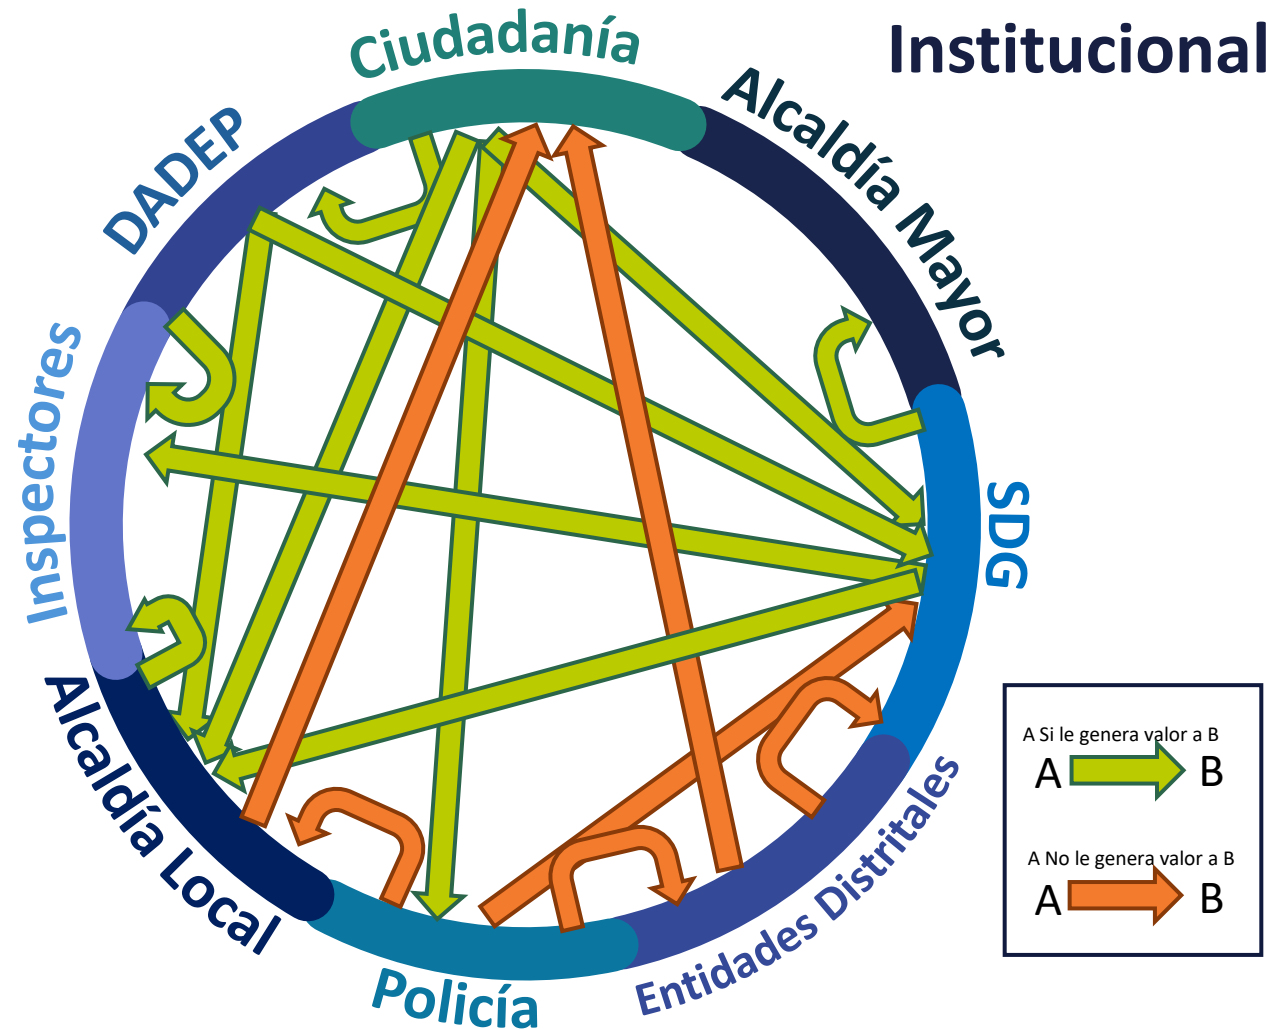 Institucional
Ciudadanía
Alcaldía Mayor
DADEP
Inspectores
SDG
Alcaldía Local
Policía
Entidades Distritales
A Si le genera valor a B
A B
A No le genera valor a B
A B